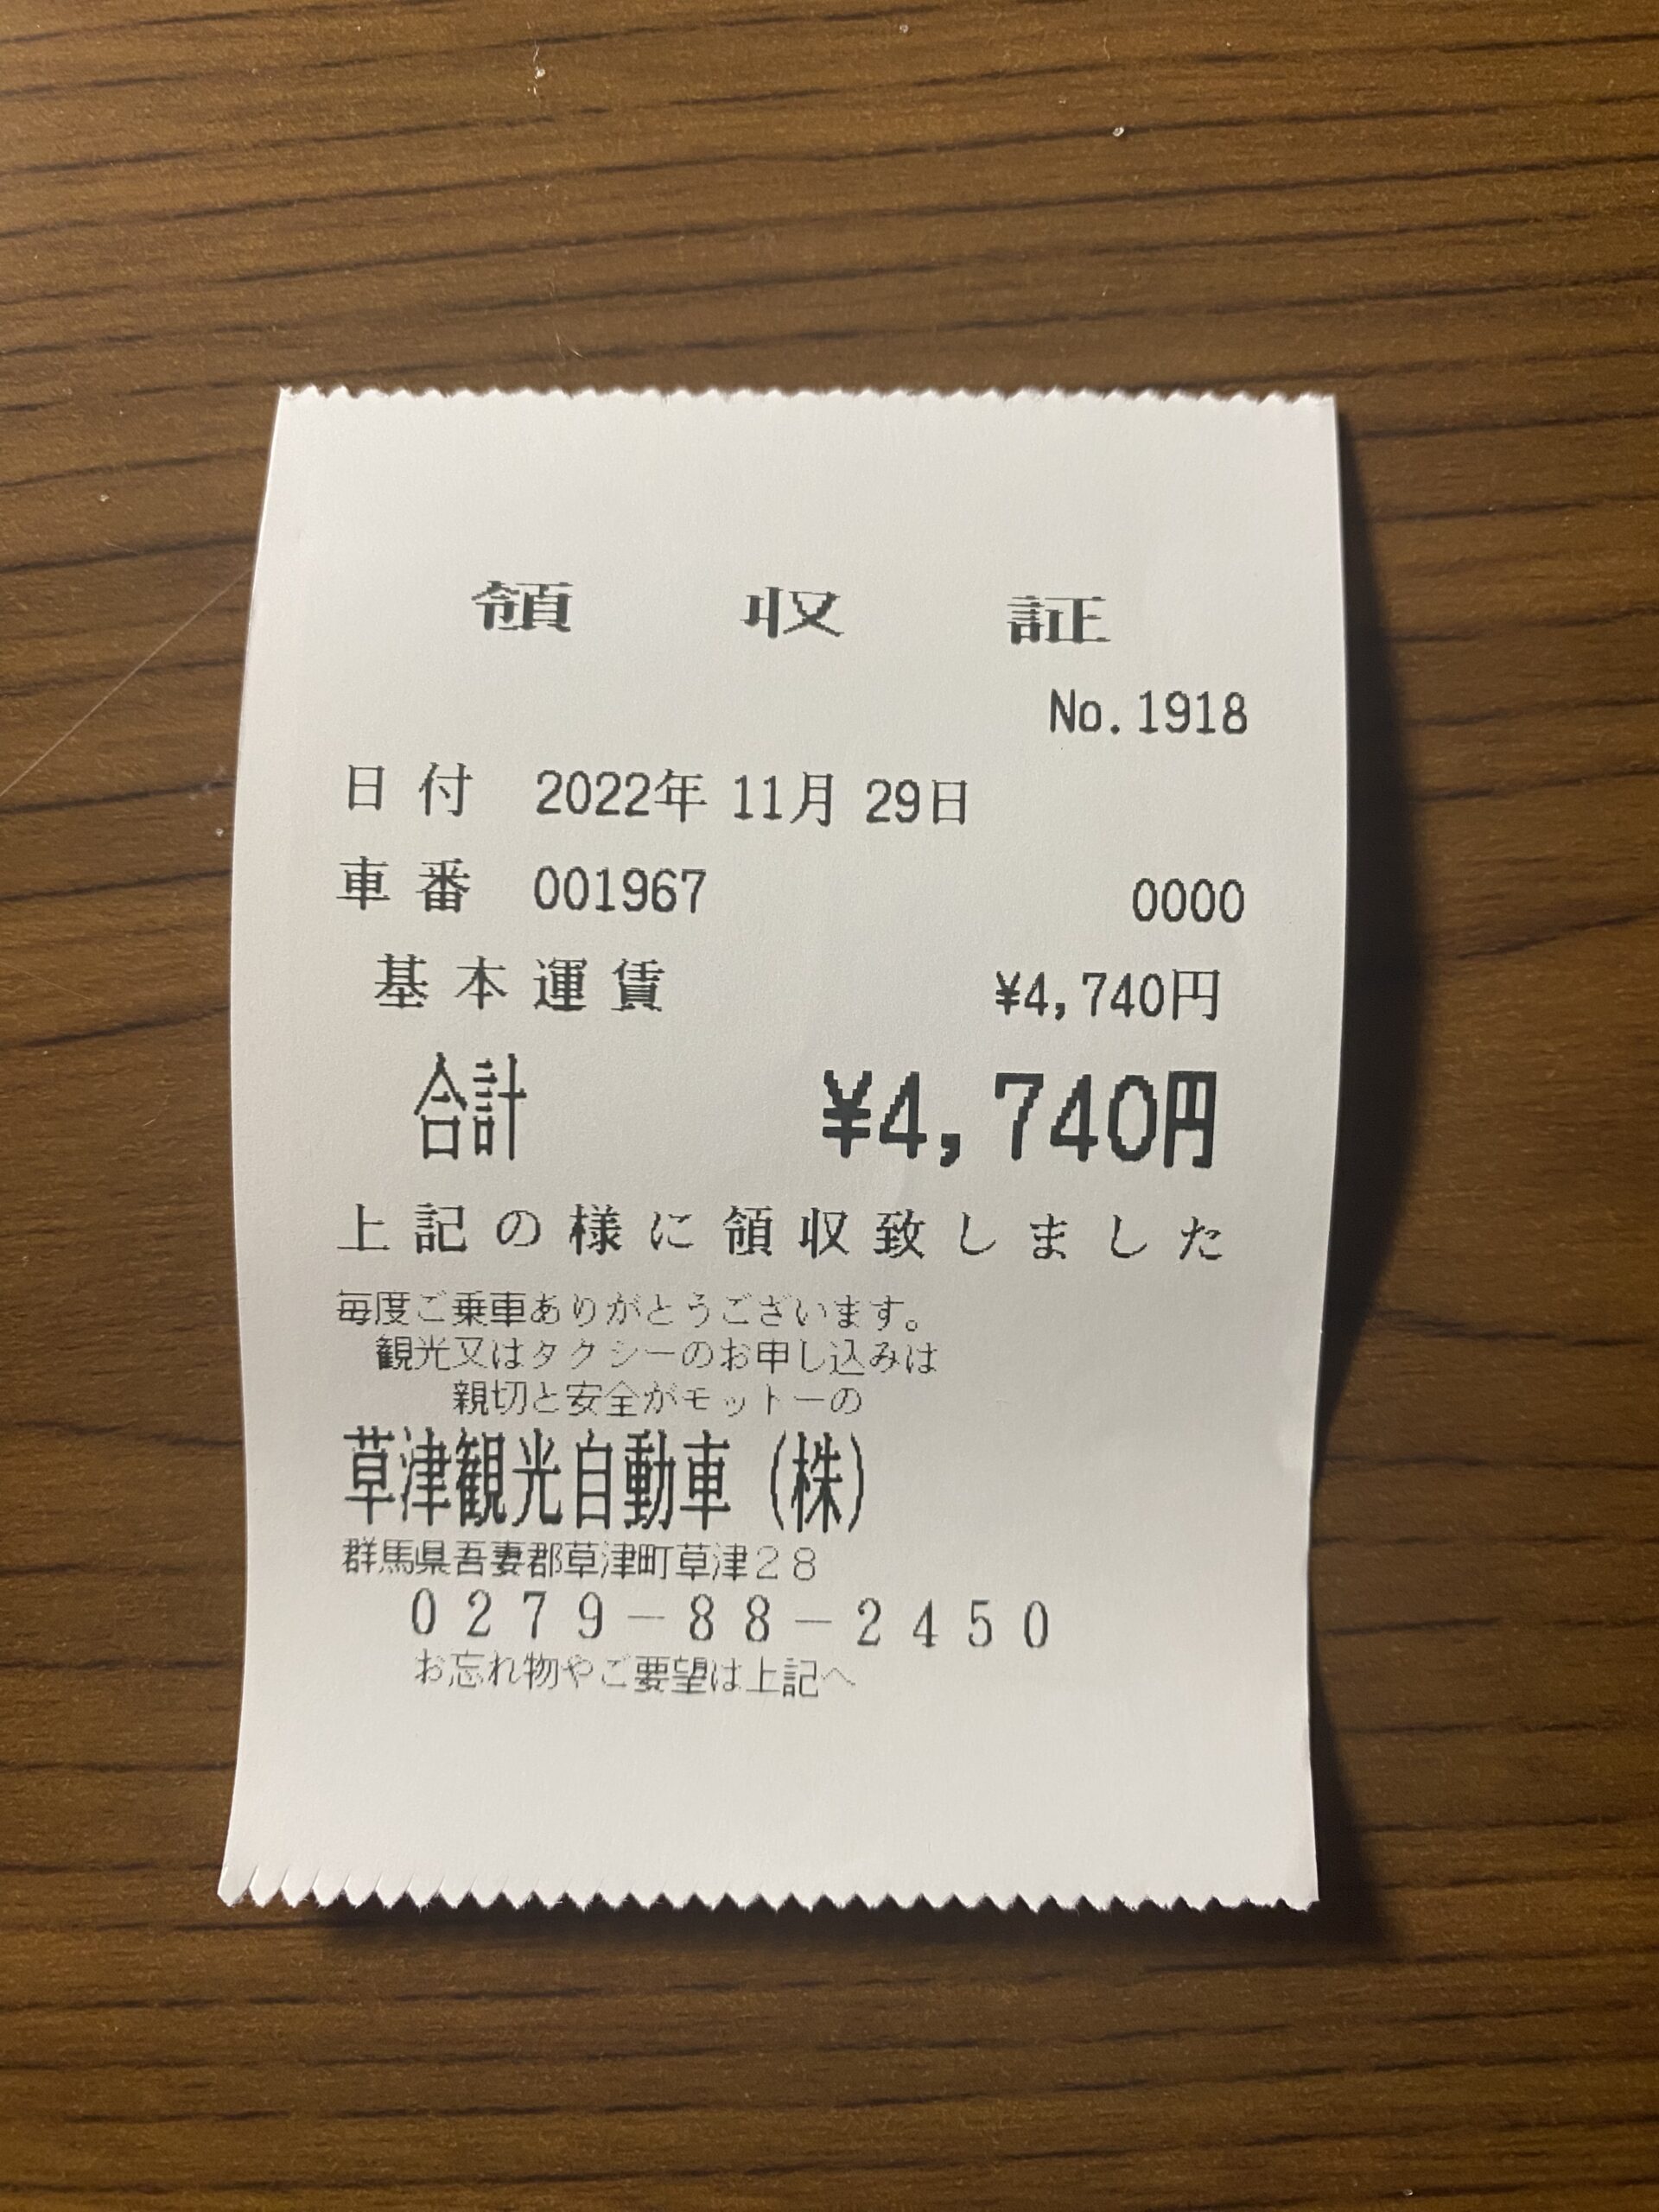 領収証
No.1918
日付 2022年 11月 29日
車番 001967 0000
基本運賃 ¥4,740円
合計 ¥4,740円
上記の様に領収致しました
毎度ご乗車ありがとうございます。
観光又はタクシーのお申し込みは
親切と安全がモットーの
草津観光自動車(株)
群馬県吾妻郡草津町草津28
0279-88-2450
お忘れ物やご要望は上記へ